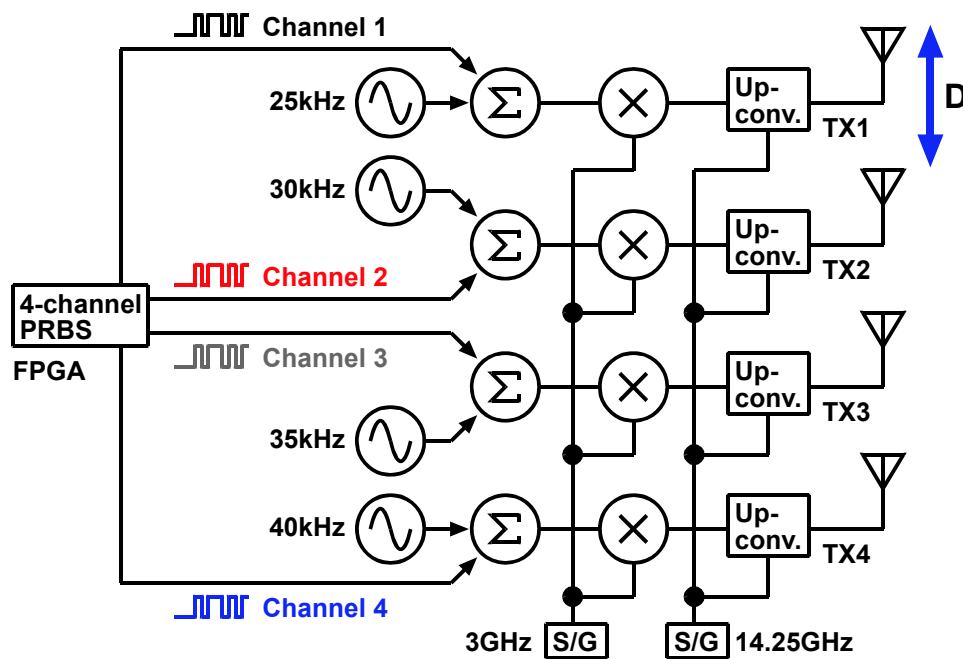 Channel 1
25kHz
Σ
×
Up-
conv.
TX1
D
30kHz
Σ
×
Up-
conv.
TX2
Channel 2
4-channel
PRBS
FPGA
Channel 3
Σ
×
Up-
conv.
TX3
35kHz
40kHz
Σ
×
Up-
conv.
TX4
Channel 4
3GHz
S/G
S/G
14.25GHz